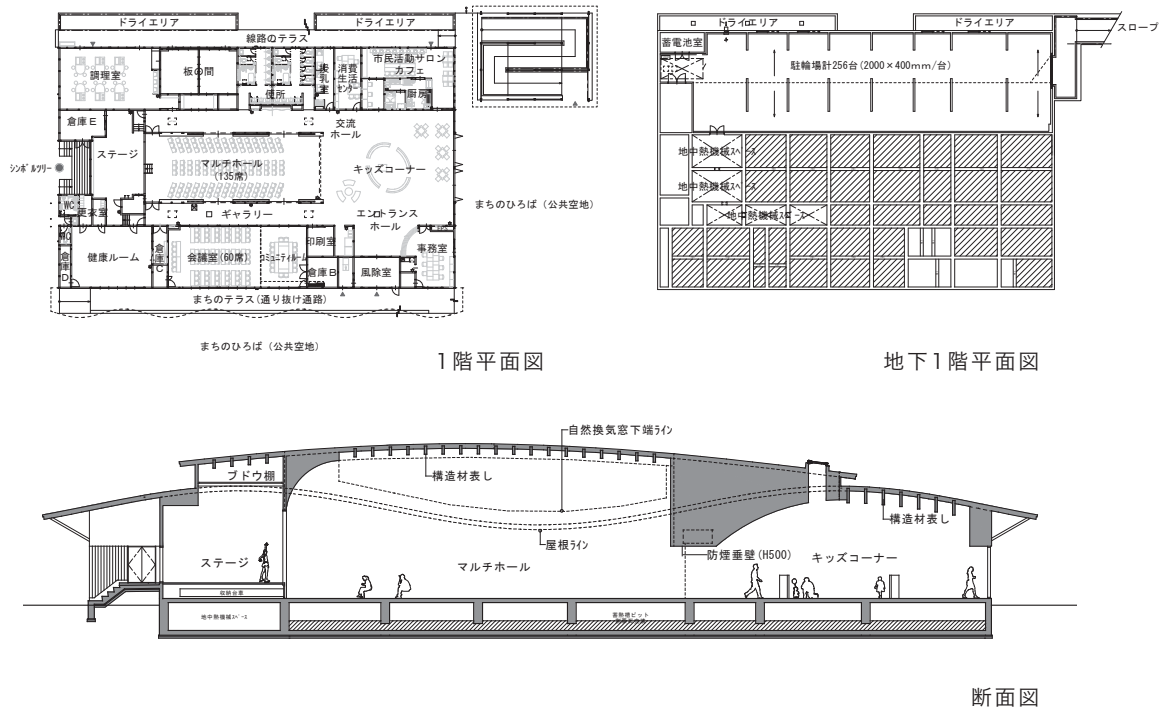 ドライエリア
ドライエリア
線路のテラス
調理室
板の間
便所
授乳室
消費生活センター
市民活動サロン
カフェ
厨房
倉庫E
ステージ
交流
ホール
シンボルツリー
マルチホール
(135席)
キッズコーナー
WC
更衣室
ギャラリー
エントランス
ホール
まちのひろば（公共空地）
倉庫D
健康ルーム
倉庫C
会議室(60席)
コミュニティルーム
印刷室
倉庫B
風除室
事務室
まちのテラス(通り抜け通路)
まちのひろば（公共空地）
1階平面図
ドライエリア
ドライエリア
スロープ
蓄電池室
駐輪場計256台(2000×400mm/台)
地中熱機械スペース
地中熱機械スペース
地中熱機械スペース
地下1階平面図
自然換気窓下端ライン
ブドウ棚
構造材表し
構造材表し
屋根ライン
防煙垂壁(H500)
ステージ
マルチホール
キッズコーナー
収納台車
地中熱機械スペース
蓄熱槽ピット
断面図